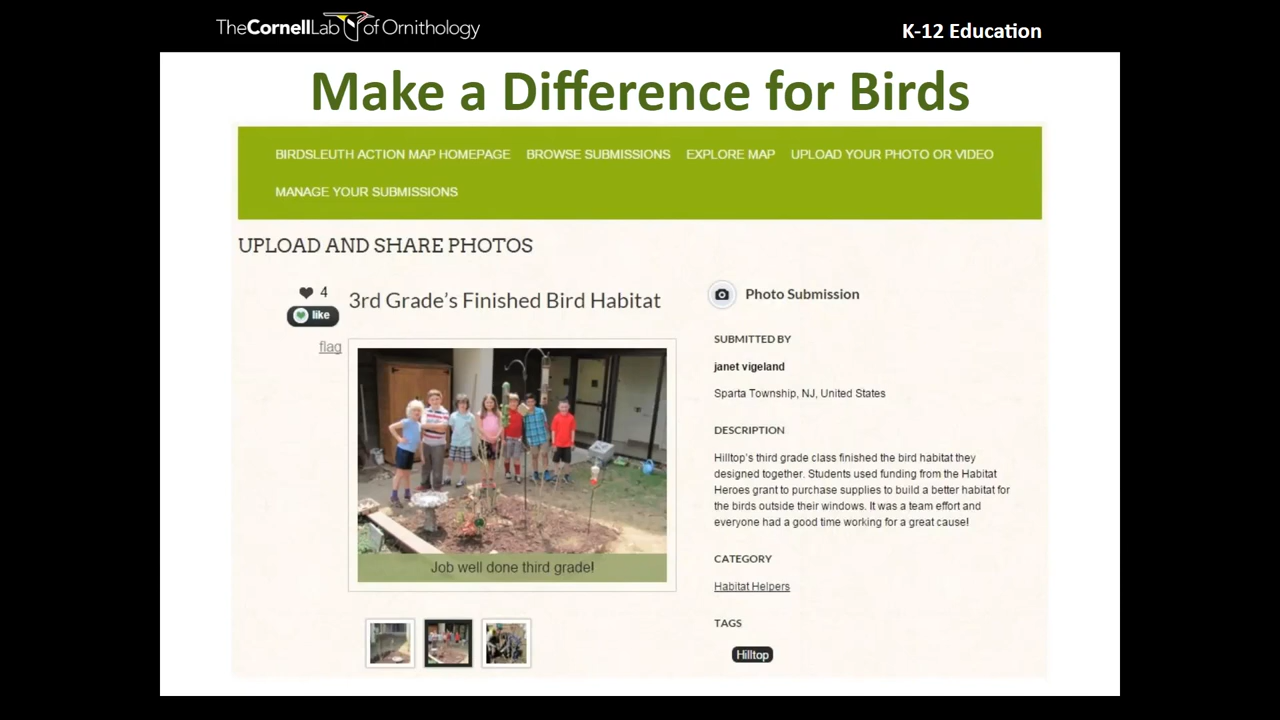 TheCornellLab of Ornithology
K-12 Education
Make a Difference for Birds
BIRDSLEUTH ACTION MAP HOMEPAGE BROWSE SUBMISSIONS EXPLORE MAP UPLOAD YOUR PHOTO OR VIDEO
MANAGE YOUR SUBMISSIONS
UPLOAD AND SHARE PHOTOS
4
like
flag
3rd Grade's Finished Bird Habitat
Job well done third grade!
Photo Submission
SUBMITTED BY
janet vigeland
Sparta Township, NJ, United States
DESCRIPTION
Hilltop's third grade class finished the bird habitat they
designed together. Students used funding from the Habitat
Heroes grant to purchase supplies to build a better habitat for
the birds outside their windows. It was a team effort and
everyone had a good time working for a great cause!
CATEGORY
Habitat Helpers
TAGS
Hilltop